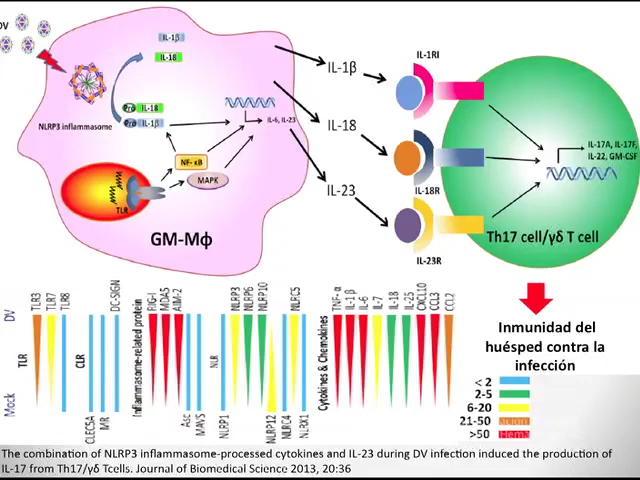 DV
IL-1β
IL-18
Pro IL-18
Pro IL-1β
NLRP3 inflammasome
IL-6, IL-23
NF- κB
MAPK
TLR
GM-Mϕ
IL-1β
IL-18
IL-23
IL-1RI
IL-18R
IL-23R
IL-17A, IL-17F,
IL-22, GM-CSF
Th17 cell/γδ T cell
DV
Mock
TLR
TLR3
TLR7
TLR8
CLR
CLEC5A
MR
DC-SIGN
Inflammasome-related protein
RIG-I
MDA5
AIM-2
Asc
MAVS
NLR
NLRP1
NLRP3
NLRP6
NLRP10
NLRP12
NLRC4
NLRC5
NLRX1
Cytokines & Chemokines
TNF-α
IL-1β
IL-6
IL-7
IL-18
IL-25
CXCL10
CCL3
CCL2
Inmunidad del
huésped contra la
infección
< 2
2-5
6-20
21-50
>50
The combination of NLRP3 inflammasome-processed cytokines and IL-23 during DV infection induced the production of
IL-17 from Th17/γδ Tcells. Journal of Biomedical Science 2013, 20:36